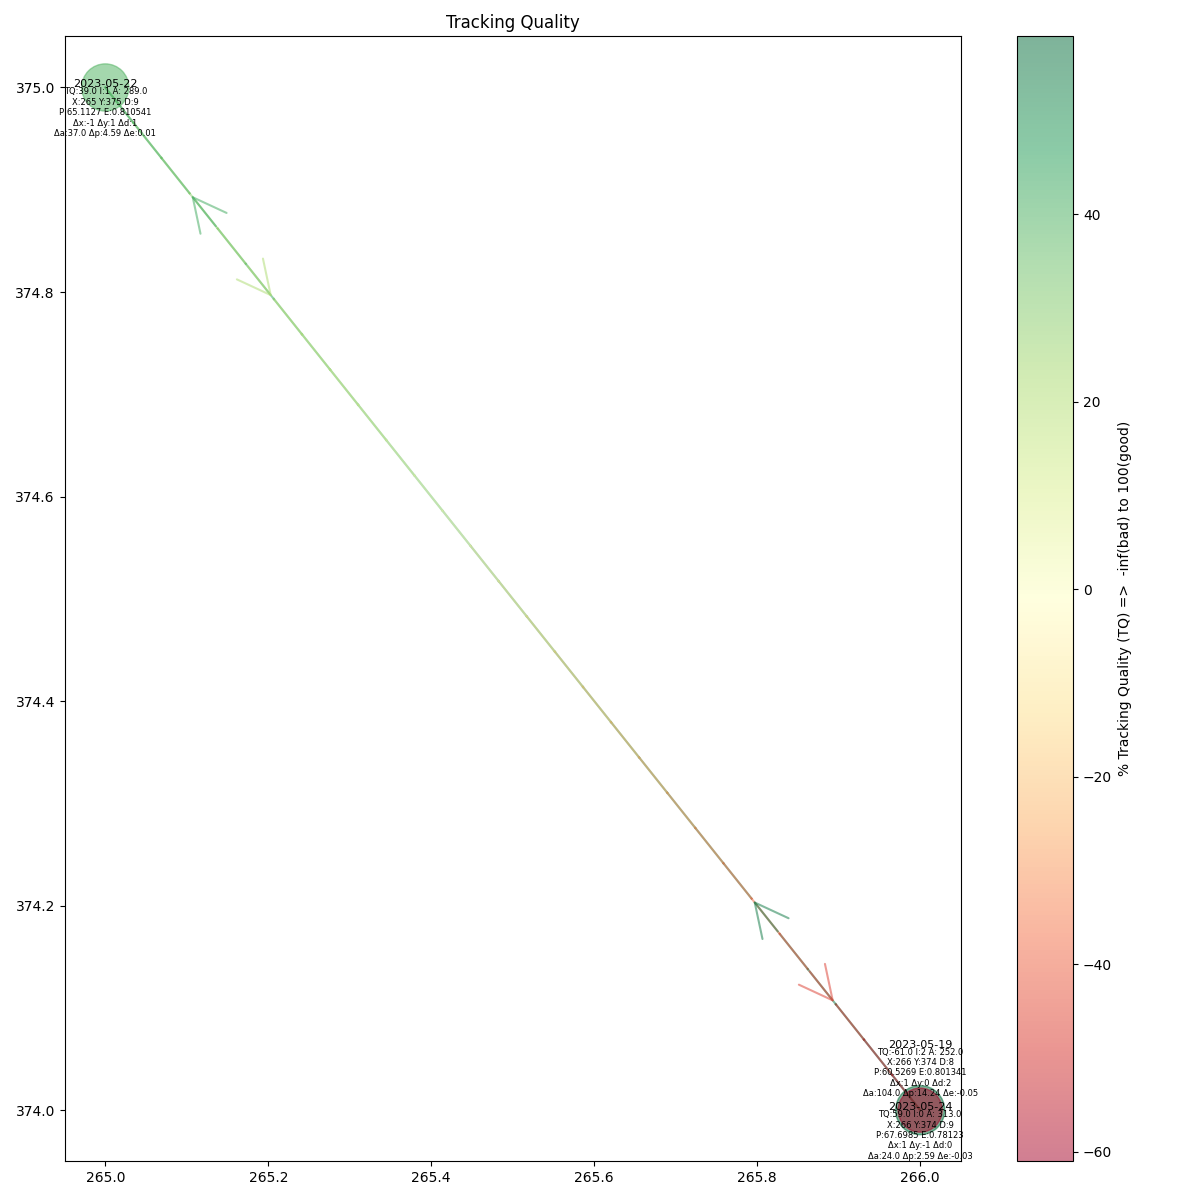 Tracking Quality
375.0
374.8
374.6
374.4
374.2
374.0
265.0
265.2
265.4
265.6
265.8
266.0
2023-05-22
TQ:39.0 I:1 A: 289.0
X:265 Y:375 D:9
P:65.1127 E:0.810541
Δx:-1 Δy:1 Δd:1
Δa:37.0 Δp:4.59 Δe:0.01
2023-05-19
TQ:-61.0 I:2 A: 252.0
X:266 Y:374 D:8
P:60.5269 E:0.801341
Δx:1 Δy:0 Δd:2
Δa:104.0 Δp:14.24 Δe:-0.05
2023-05-24
TQ:59.0 I:0 A: 313.0
X:266 Y:374 D:9
P:67.6985 E:0.78123
Δx:1 Δy:-1 Δd:0
Δa:24.0 Δp:2.59 Δe:-0.03
40
20
0
−20
−40
−60
% Tracking Quality (TQ) => -inf(bad) to 100(good)